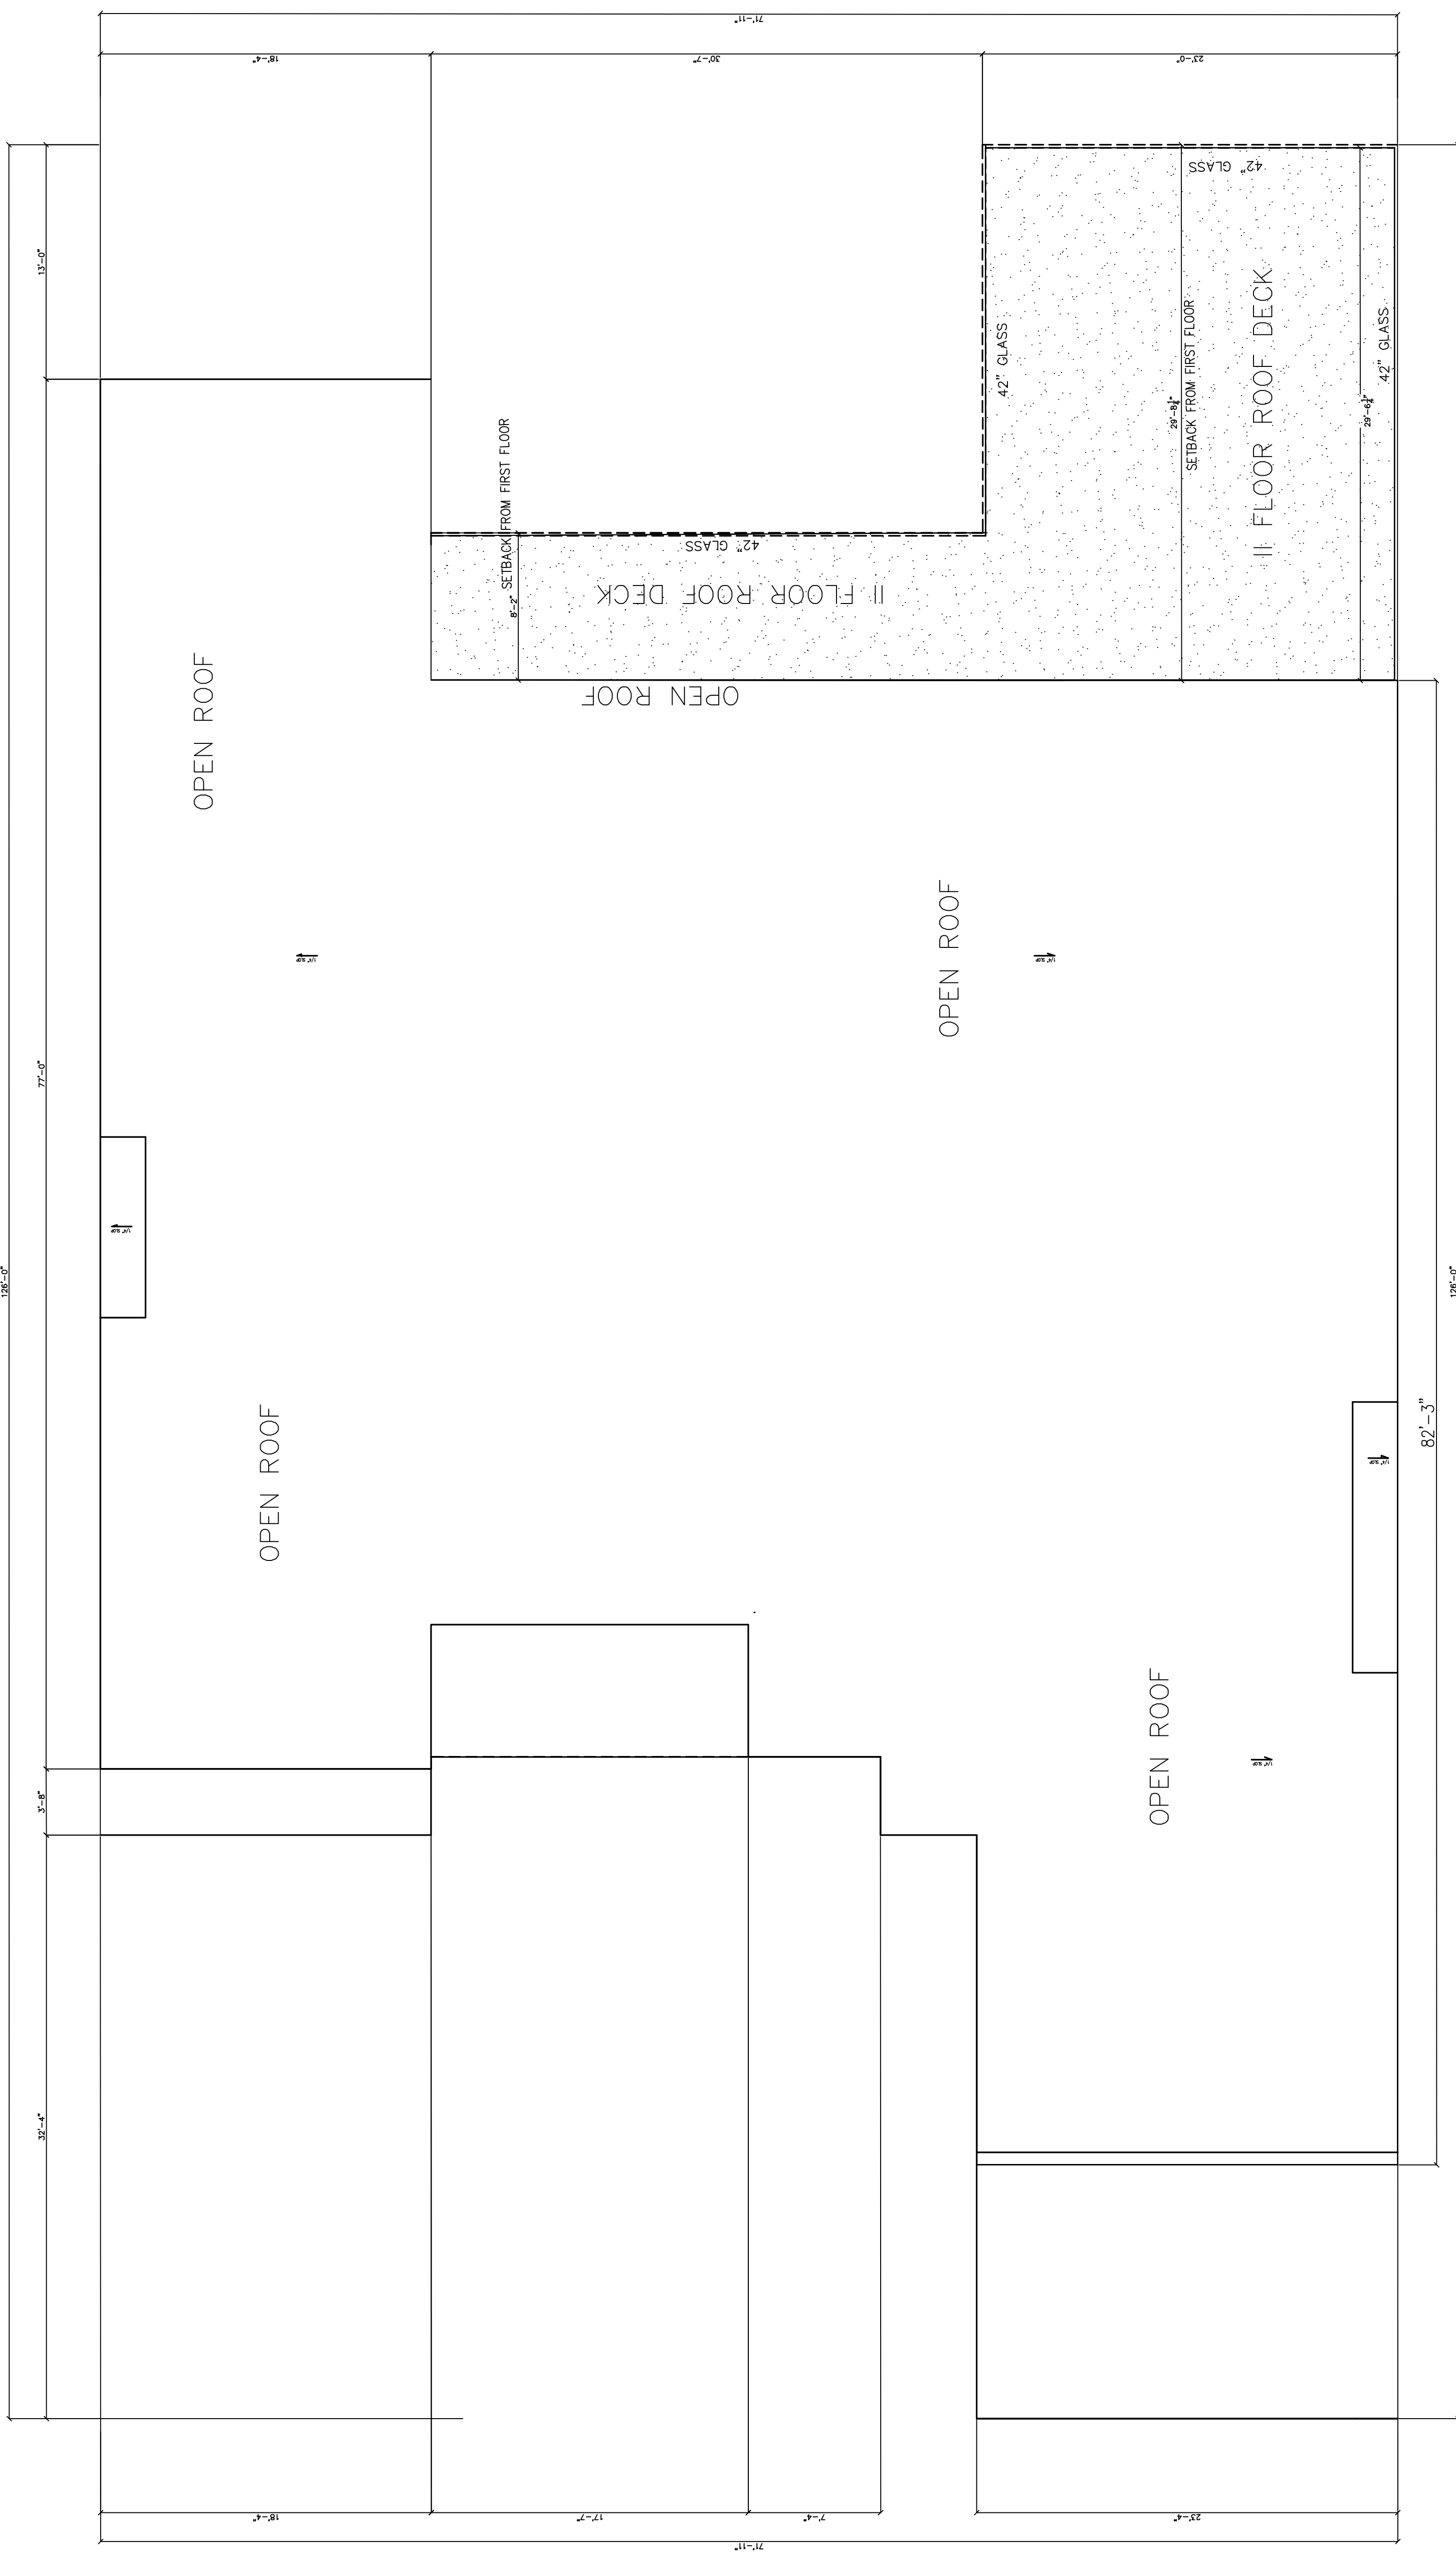 71'-11"
18'-4"
30'-7"
23'-0"
42" GLASS
13'-0"
SETBACK FROM FIRST FLOOR
8'-2"
42" GLASS
II FLOOR ROOF DECK
42" GLASS
29'-8½"
SETBACK FROM FIRST FLOOR
II FLOOR ROOF DECK
42" GLASS
OPEN ROOF
OPEN ROOF
OPEN ROOF
77'-0"
126'-0"
126'-0"
OPEN ROOF
82'-3"
OPEN ROOF
3'-8"
32'-4"
18'-4"
17'-7"
7'-4"
23'-4"
71'-11"